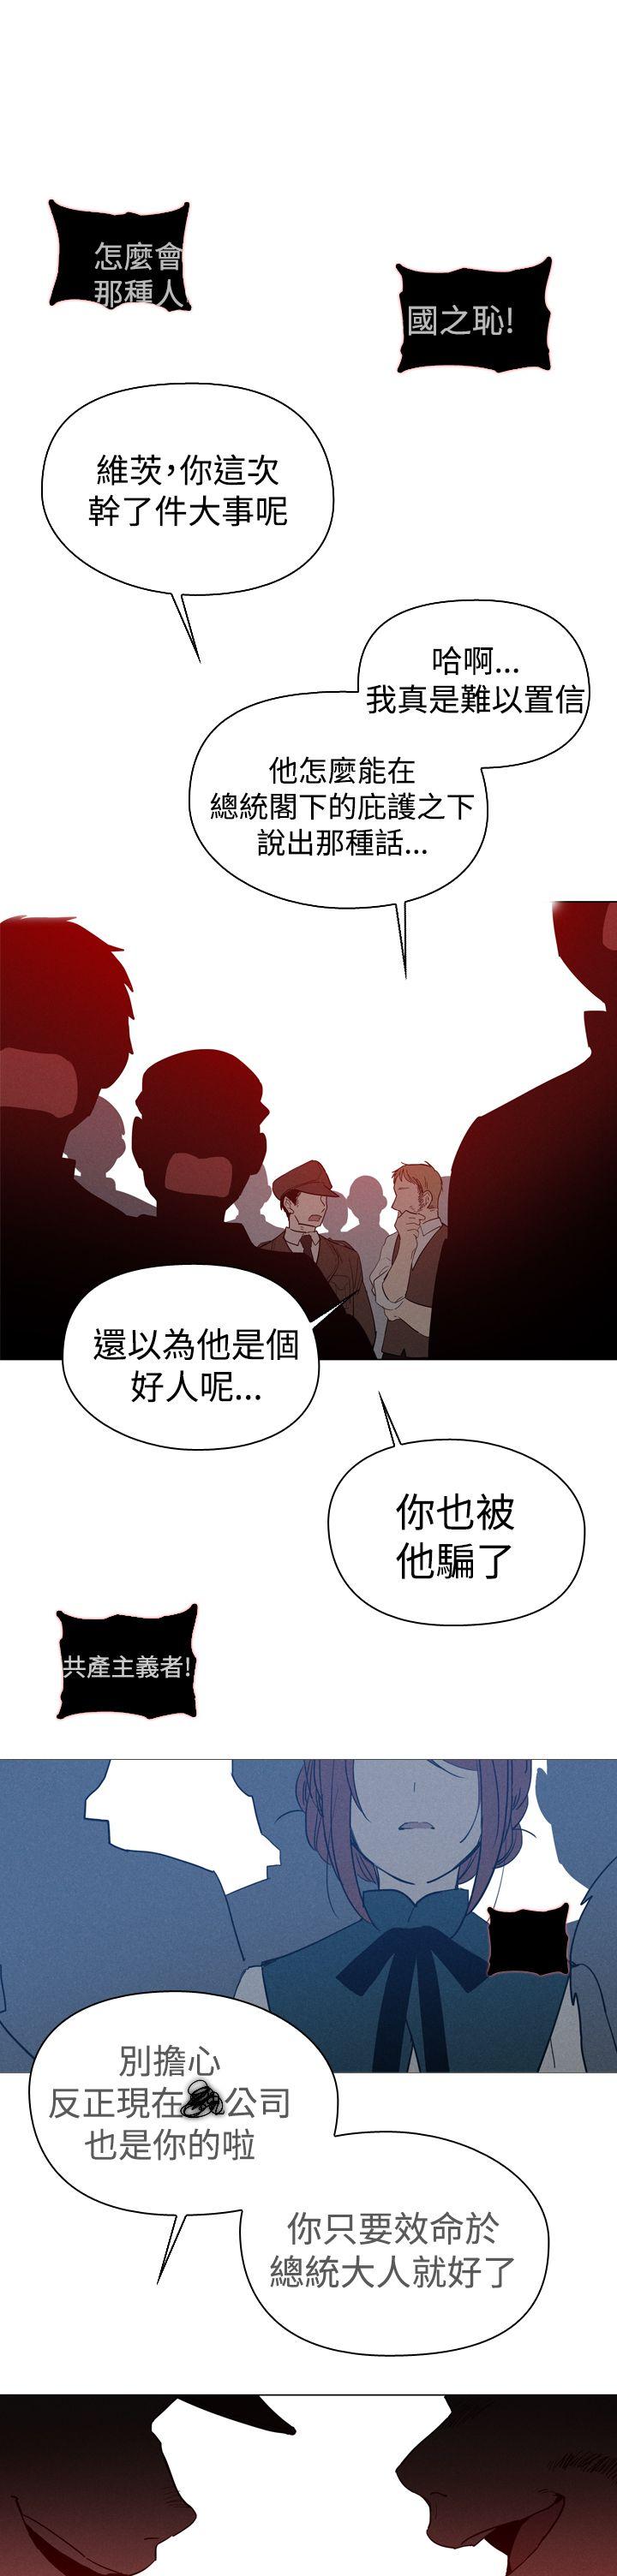 怎麼會
那種人
國之恥!
維茨，你這次
幹了件大事呢
哈啊…
我真是難以置信
他怎麼能在
總統閣下的庇護之下
說出那種話…
還以為他是個
好人呢…
你也被
他騙了
共產主義者!
別擔心
反正現在公司
也是你的啦
你只要效命於
總統大人就好了